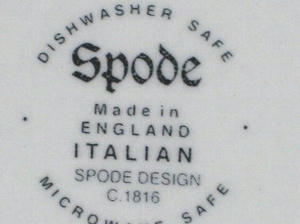 DISHWASHER SAFE
Spode
Made in
ENGLAND
ITALIAN
SPODE DESIGN
C.1816
MICROWAVE SAFE